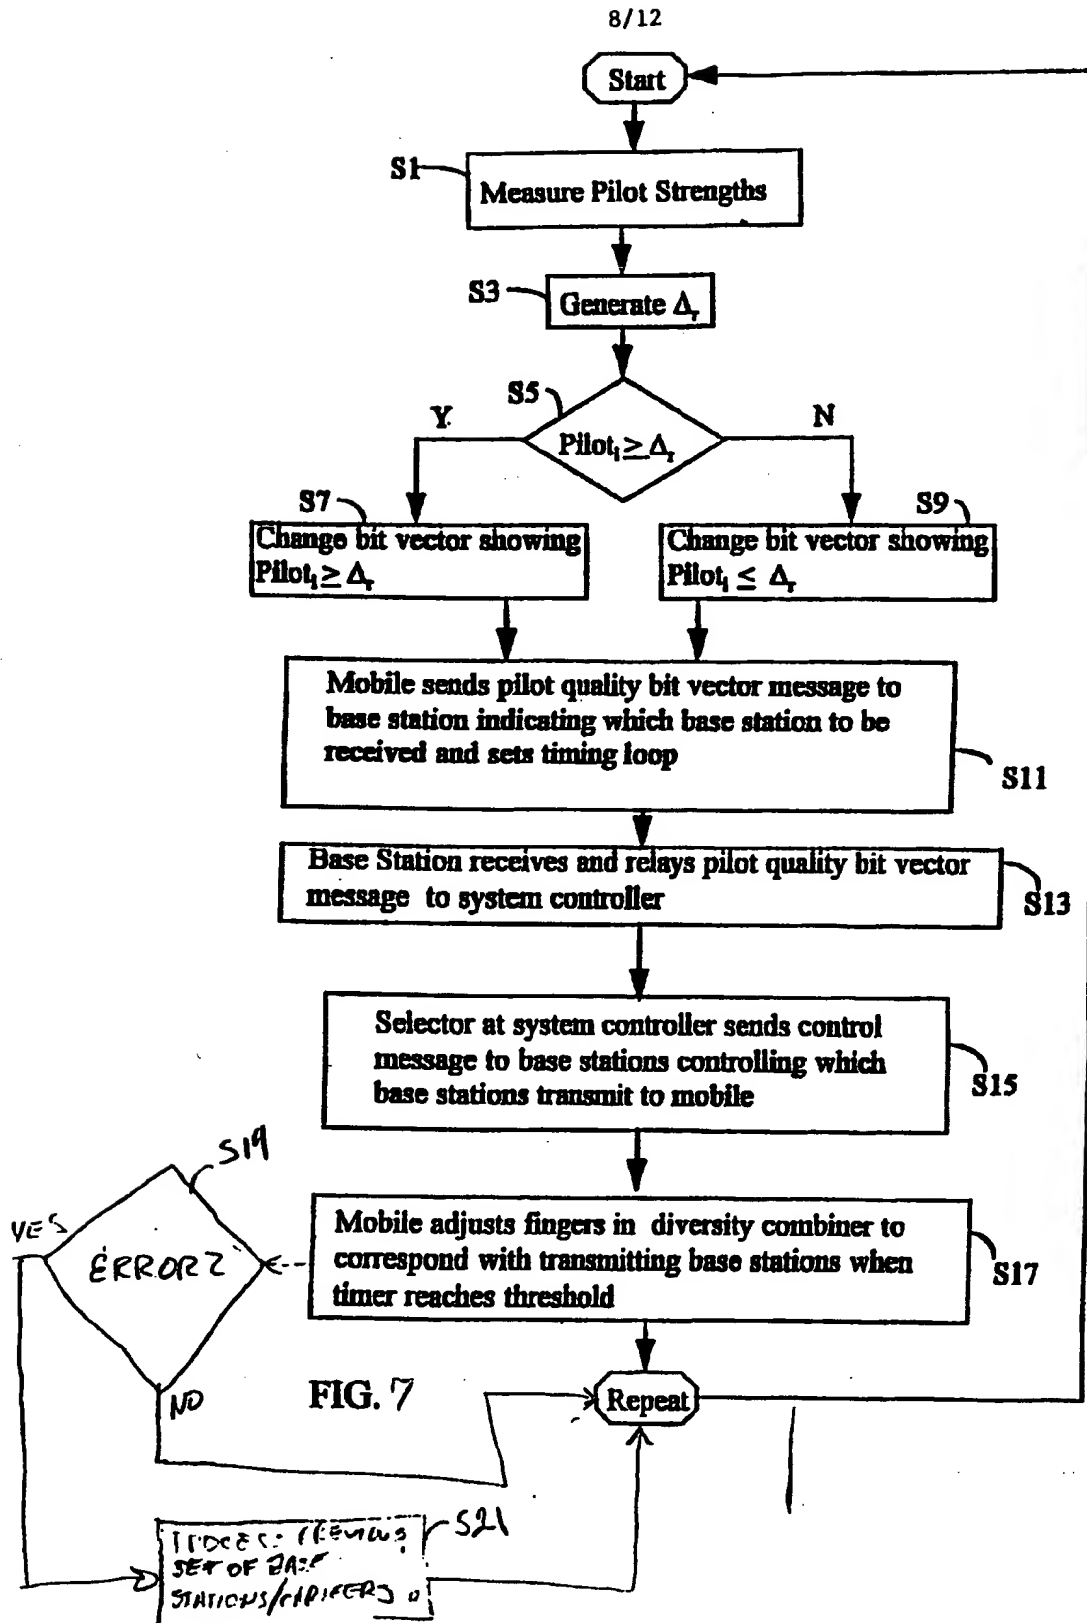 8/12
Start
S1
Measure Pilot Strengths
S3
Generate Δr
S5
Y
N
Pilot_i ≥ Δr
S7
S9
Change bit vector showing
Pilot_i ≥ Δr
Change bit vector showing
Pilot_i ≤ Δr
Mobile sends pilot quality bit vector message to
base station indicating which base station to be
received and sets timing loop
S11
Base Station receives and relays pilot quality bit vector
message to system controller
S13
Selector at system controller sends control
message to base stations controlling which
base stations transmit to mobile
S15
S19
YES
ERROR?
Mobile adjusts fingers in diversity combiner to
correspond with transmitting base stations when
timer reaches threshold
S17
NO
FIG. 7
Repeat
S21
PREVIOUS
SET OF BASE
STATIONS/